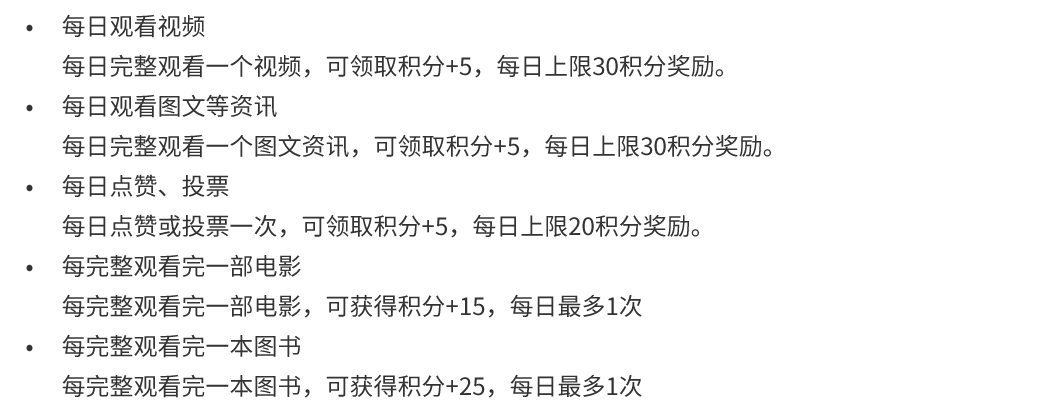 • 每日观看视频
每日完整观看一个视频，可领取积分+5，每日上限30积分奖励。
• 每日观看图文等资讯
每日完整观看一个图文资讯，可领取积分+5，每日上限30积分奖励。
• 每日点赞、投票
每日点赞或投票一次，可领取积分+5，每日上限20积分奖励。
• 每完整观看完一部电影
每完整观看完一部电影，可获得积分+15，每日最多1次
• 每完整观看完一本图书
每完整观看完一本图书，可获得积分+25，每日最多1次